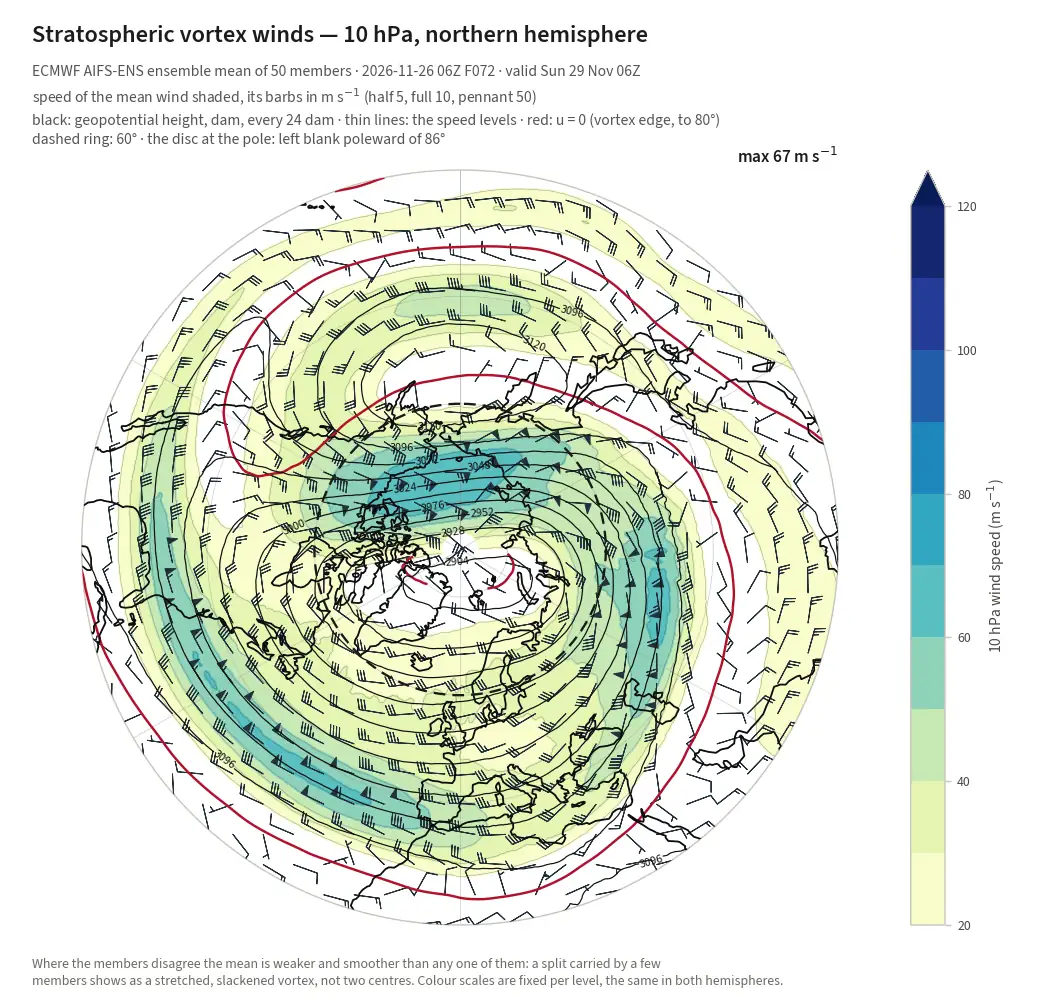 Stratospheric vortex winds — 10 hPa, northern hemisphere
ECMWF AIFS-ENS ensemble mean of 50 members · 2026-11-26 06Z F072 · valid Sun 29 Nov 06Z
speed of the mean wind shaded, its barbs in m s⁻¹ (half 5, full 10, pennant 50)
black: geopotential height, dam, every 24 dam · thin lines: the speed levels · red: u = 0 (vortex edge, to 80°)
dashed ring: 60° · the disc at the pole: left blank poleward of 86°
max 67 m s⁻¹
120
100
80
60
40
20
10 hPa wind speed (m s⁻¹)
3096
3120
3096
3048
3024
2976
2952
3000
2928
2904
3096
3096
Where the members disagree the mean is weaker and smoother than any one of them: a split carried by a few
members shows as a stretched, slackened vortex, not two centres. Colour scales are fixed per level, the same in both hemispheres.